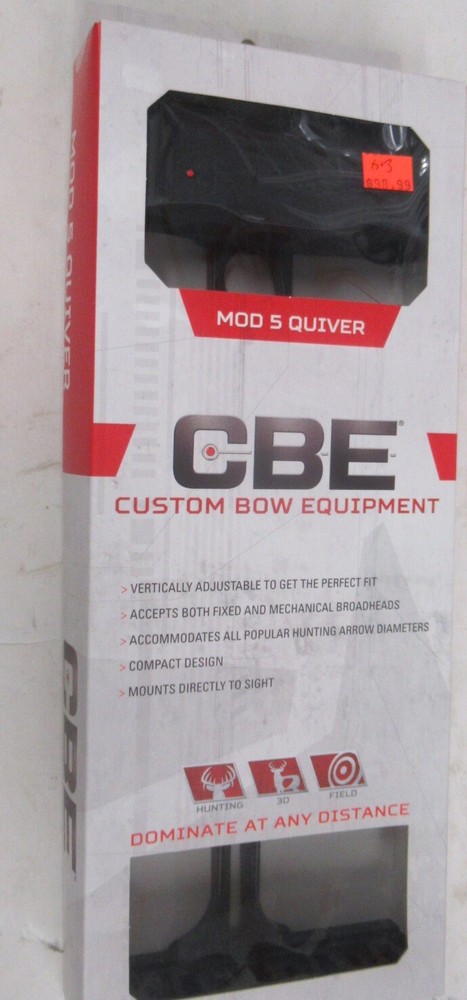 MOD 5 QUIVER
MOD 5 QUIVER
CBE®
CUSTOM BOW EQUIPMENT
> VERTICALLY ADJUSTABLE TO GET THE PERFECT FIT
> ACCEPTS BOTH FIXED AND MECHANICAL BROADHEADS
> ACCOMMODATES ALL POPULAR HUNTING ARROW DIAMETERS
> COMPACT DESIGN
> MOUNTS DIRECTLY TO SIGHT
CBE
HUNTING 3D FIELD
DOMINATE AT ANY DISTANCE